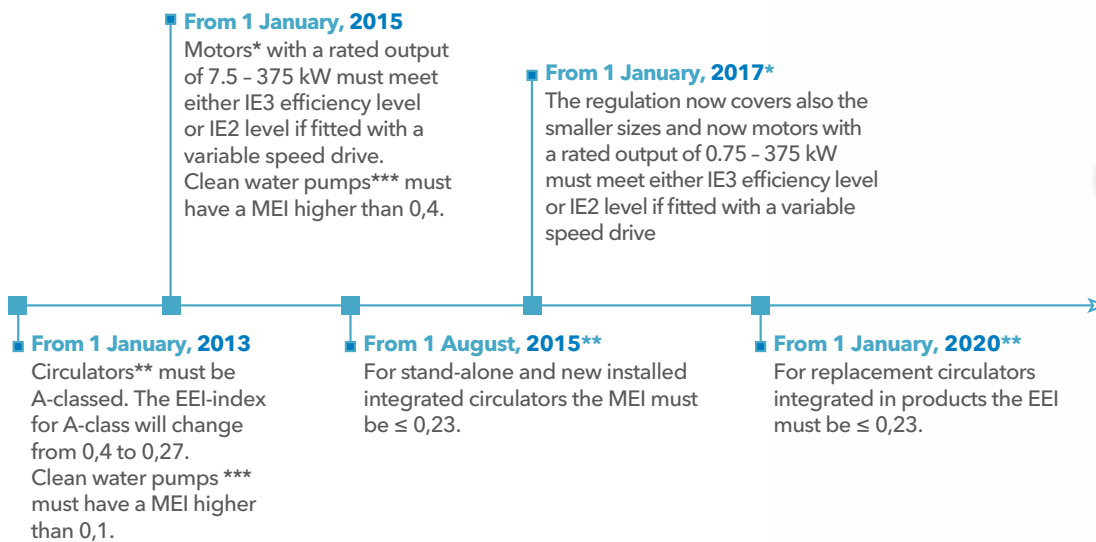 From 1 January, 2015
Motors* with a rated output
of 7.5 – 375 kW must meet
either IE3 efficiency level
or IE2 level if fitted with a
variable speed drive.
Clean water pumps*** must
have a MEI higher than 0,4.
From 1 January, 2017*
The regulation now covers also the
smaller sizes and now motors with
a rated output of 0.75 – 375 kW
must meet either IE3 efficiency level
or IE2 level if fitted with a variable
speed drive
From 1 January, 2013
Circulators** must be
A-classed. The EEI-index
for A-class will change
from 0,4 to 0,27.
Clean water pumps ***
must have a MEI higher
than 0,1.
From 1 August, 2015**
For stand-alone and new installed
integrated circulators the MEI must
be ≤ 0,23.
From 1 January, 2020**
For replacement circulators
integrated in products the EEI
must be ≤ 0,23.